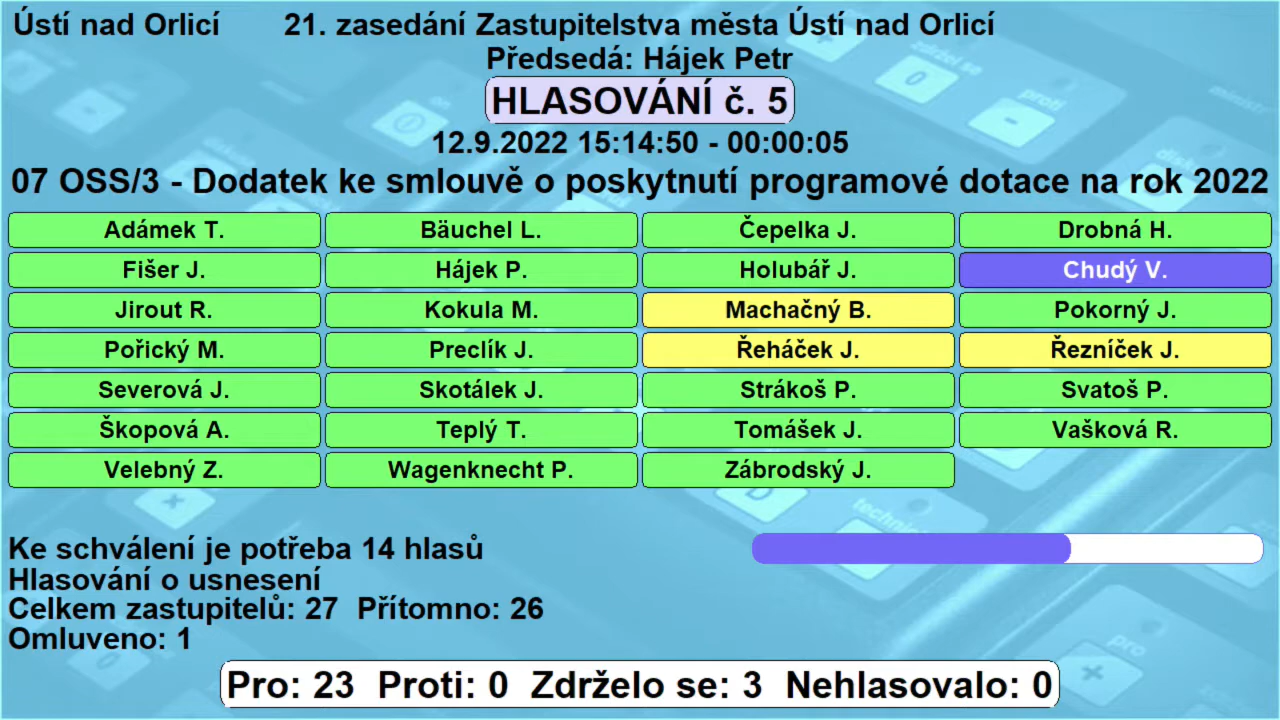 Ústí nad Orlicí 21. zasedání Zastupitelstva města Ústí nad Orlicí
Předsedá: Hájek Petr
HLASOVÁNÍ č. 5
12.9.2022 15:14:50 - 00:00:05
07 OSS/3 - Dodatek ke smlouvě o poskytnutí programové dotace na rok 2022
Adámek T. Bäuchel L. Čepelka J. Drobná H.
Fišer J. Hájek P. Holubář J. Chudý V.
Jirout R. Kokula M. Machačný B. Pokorný J.
Pořický M. Preclík J. Řeháček J. Řezníček J.
Severová J. Skotálek J. Strákoš P. Svatoš P.
Škopová A. Teplý T. Tomášek J. Vašková R.
Velebný Z. Wagenknecht P. Zábrodský J.
Ke schválení je potřeba 14 hlasů
Hlasování o usnesení
Celkem zastupitelů: 27 Přítomno: 26
Omluveno: 1
Pro: 23 Proti: 0 Zdrželo se: 3 Nehlasovalo: 0